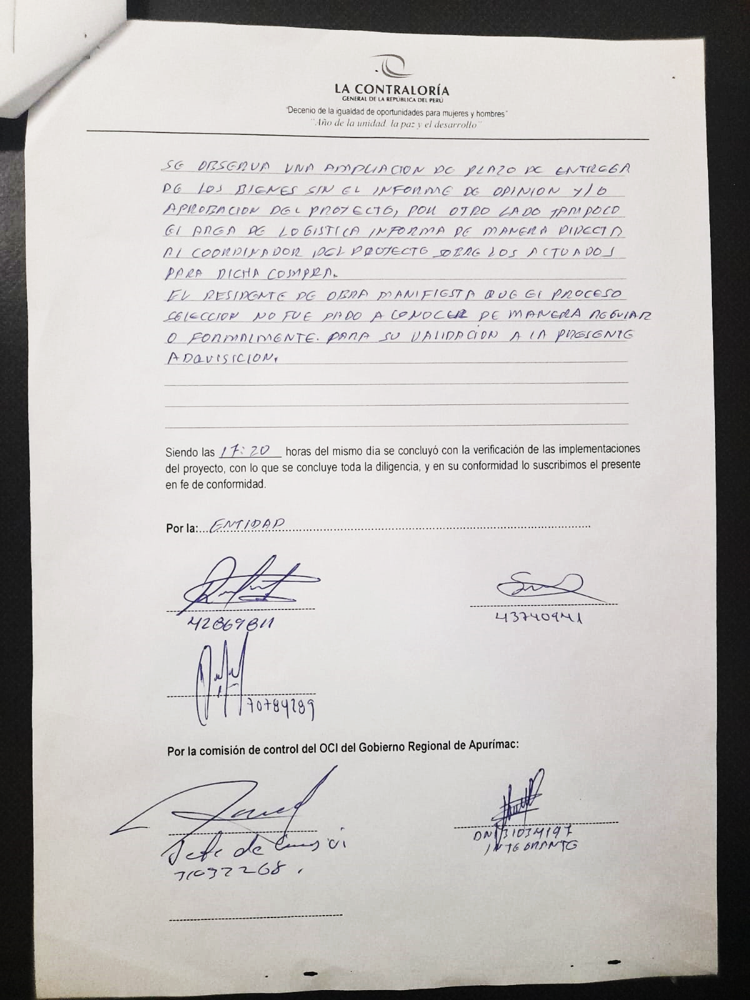 LA CONTRALORÍA
GENERAL DE LA REPÚBLICA DEL PERÚ
"Decenio de la igualdad de oportunidades para mujeres y hombres"
"Año de la unidad, la paz y el desarrollo"
SE OBSERVA UNA AMPLIACION DE PLAZO DE ENTREGA
DE LOS BIENES SIN EL INFORME DE OPINION Y/O
APROBACION DEL PROYECTO, POR OTRO LADO TAMPOCO
EL AREA DE LOGISTICA INFORMA DE MANERA DIRECTA
AL COORDINADOR DEL PROYECTO SOBRE LOS ACTUADOS
PARA DICHA COMPRA.
EL RESIDENTE DE OBRA MANIFIESTA QUE EL PROCESO
SELECCION NO FUE DADO A CONOCER DE MANERA REGULAR
O FORMALMENTE. PARA SU VALIDACION A LA PRESENTE
ADQUISICION.
Siendo las 17:20 horas del mismo día se concluyó con la verificación de las implementaciones
del proyecto, con lo que se concluye toda la diligencia, y en su conformidad lo suscribimos el presente
en fe de conformidad.
Por la:...ENTIDAD
42869811 43740941
70784289
Por la comisión de control del OCI del Gobierno Regional de Apurímac:
Jefe de
DNI 31034197
31032268.
INTEGRANTE